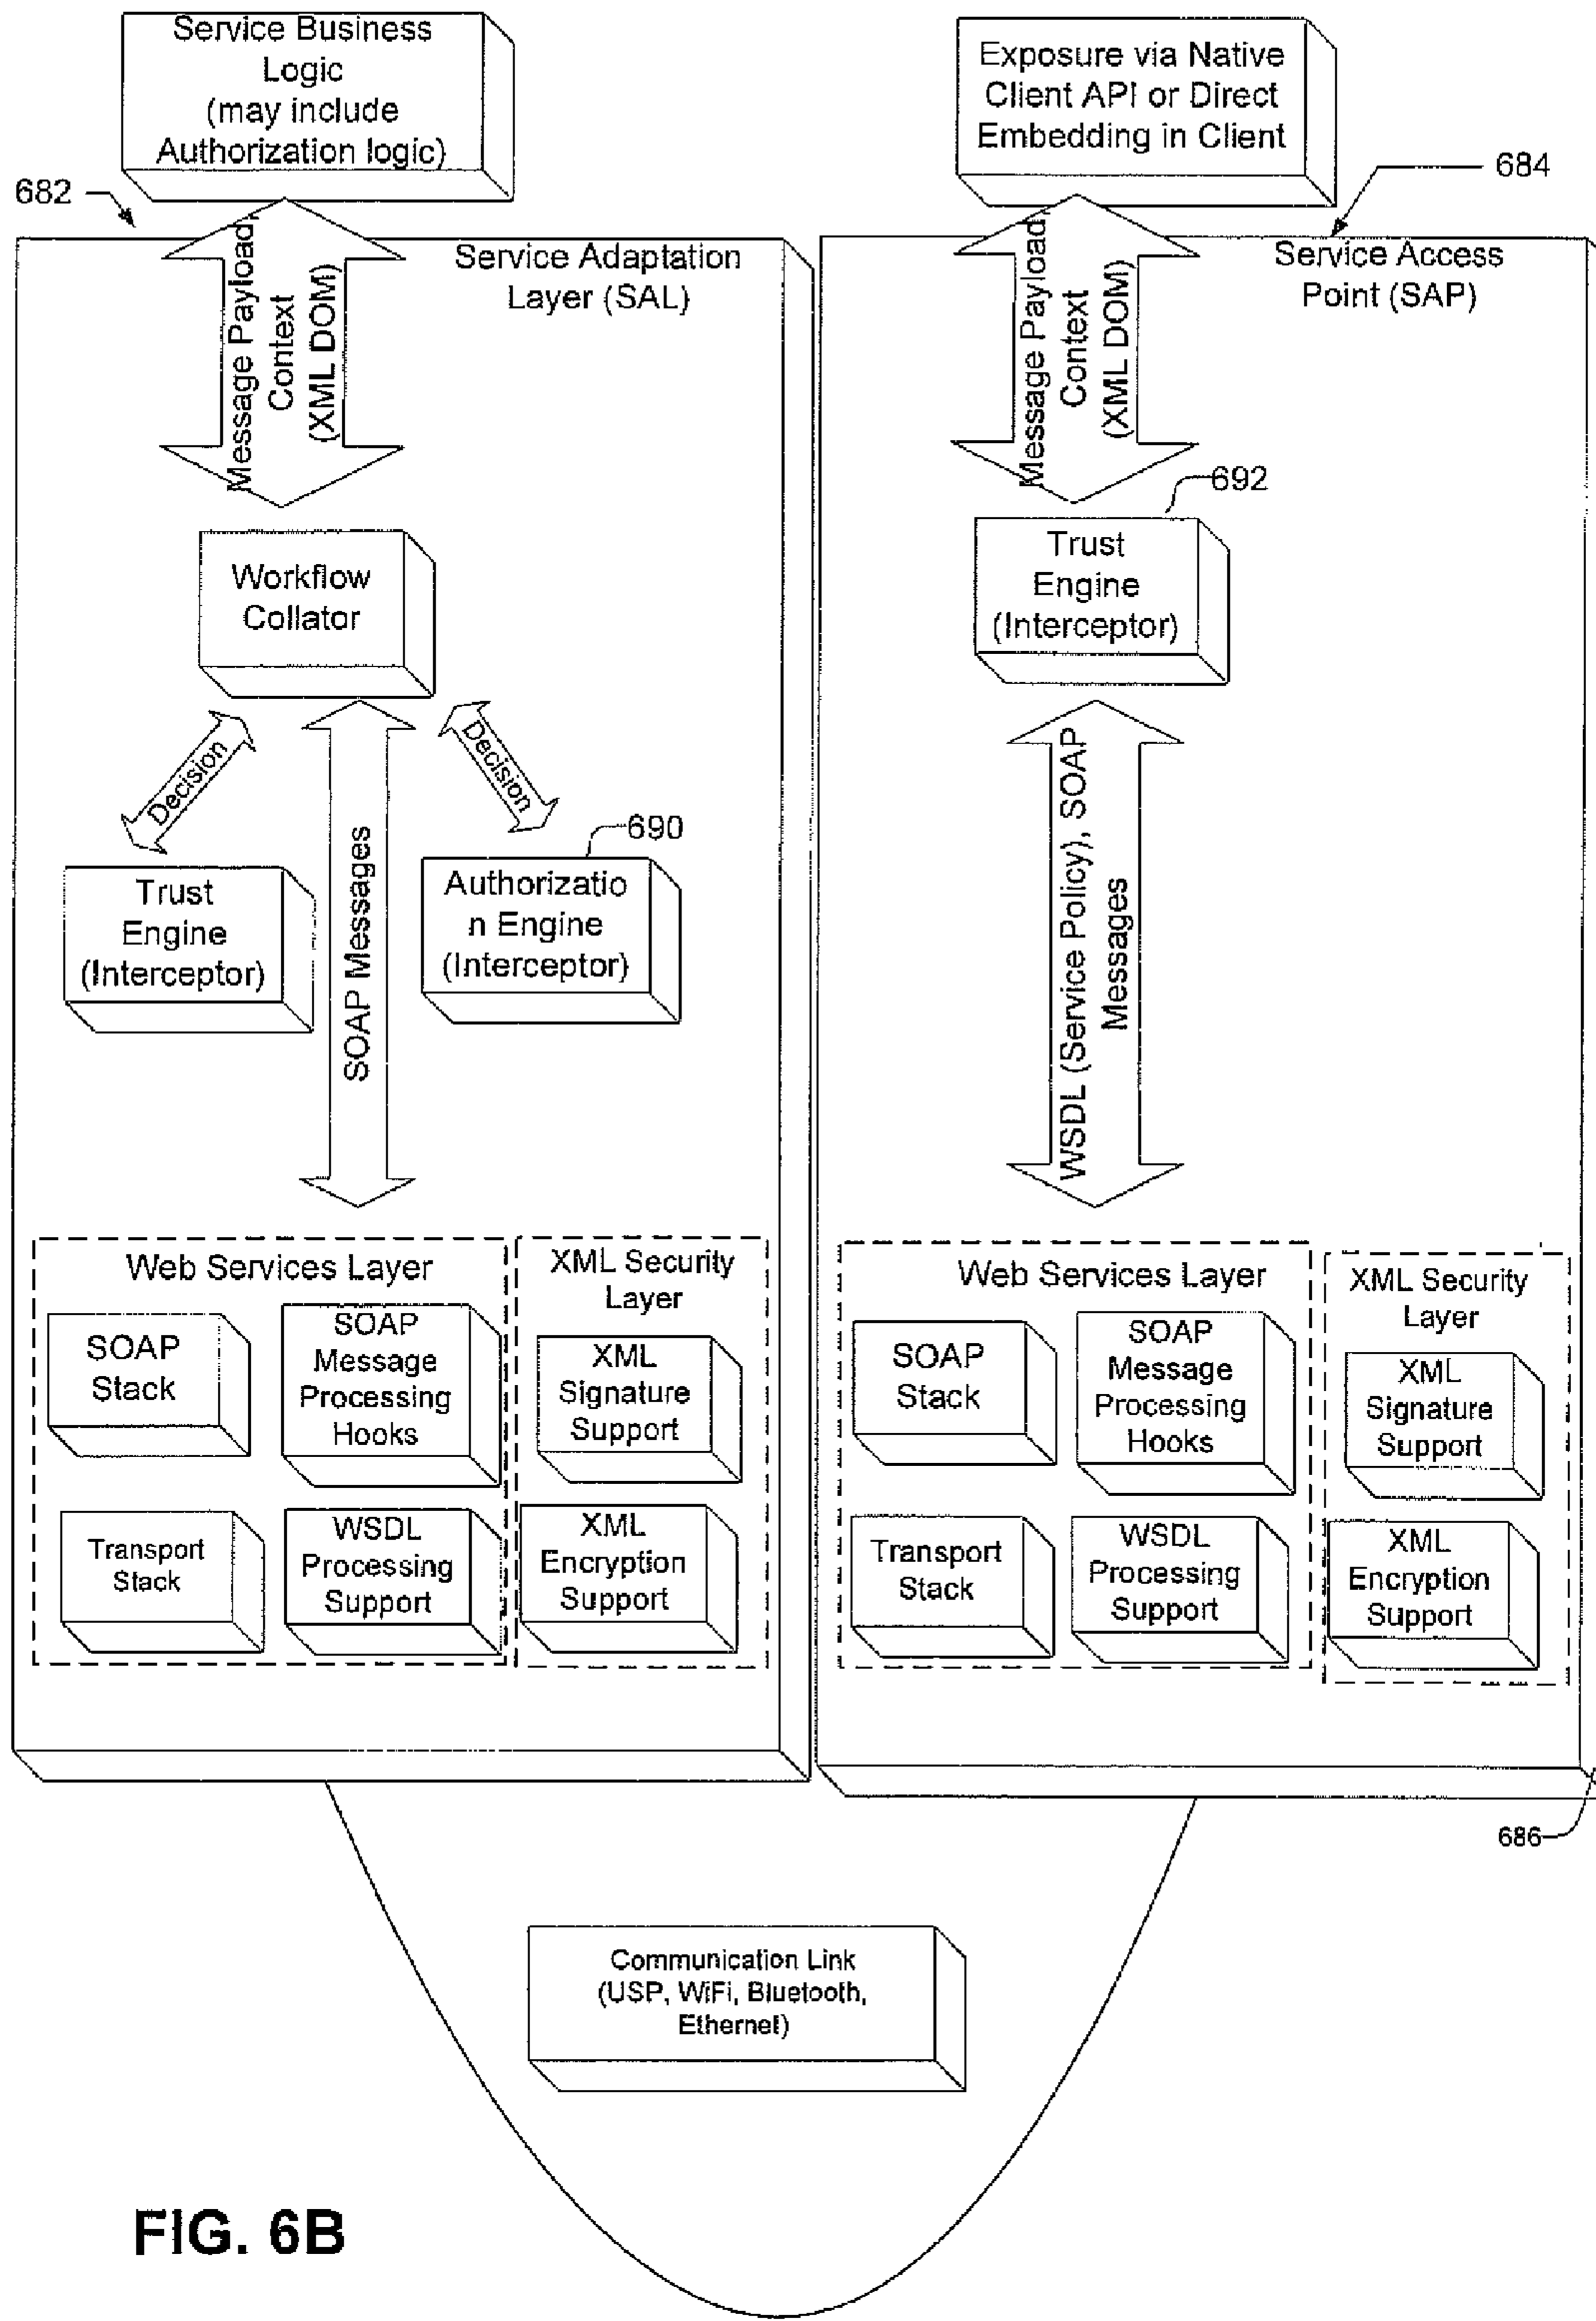 Service Business
Logic
(may include
Authorization logic)
Exposure via Native
Client API or Direct
Embedding in Client
682
684
Service Adaptation
Layer (SAL)
Message Payload,
Context
(XML DOM)
Workflow
Collator
Decision
Decision
690
Trust
Engine
(Interceptor)
SOAP Messages
Authorizatio
n Engine
(Interceptor)
Web Services Layer
SOAP
Stack
SOAP
Message
Processing
Hooks
Transport
Stack
WSDL
Processing
Support
XML Security
Layer
XML
Signature
Support
XML
Encryption
Support
Service Access
Point (SAP)
Message Payload,
Context
(XML DOM)
692
Trust
Engine
(Interceptor)
WSDL (Service Policy), SOAP
Messages
Web Services Layer
SOAP
Stack
SOAP
Message
Processing
Hooks
Transport
Stack
WSDL
Processing
Support
XML Security
Layer
XML
Signature
Support
XML
Encryption
Support
686
Communication Link
(USP, WiFi, Bluetooth,
Ethernet)
FIG. 6B